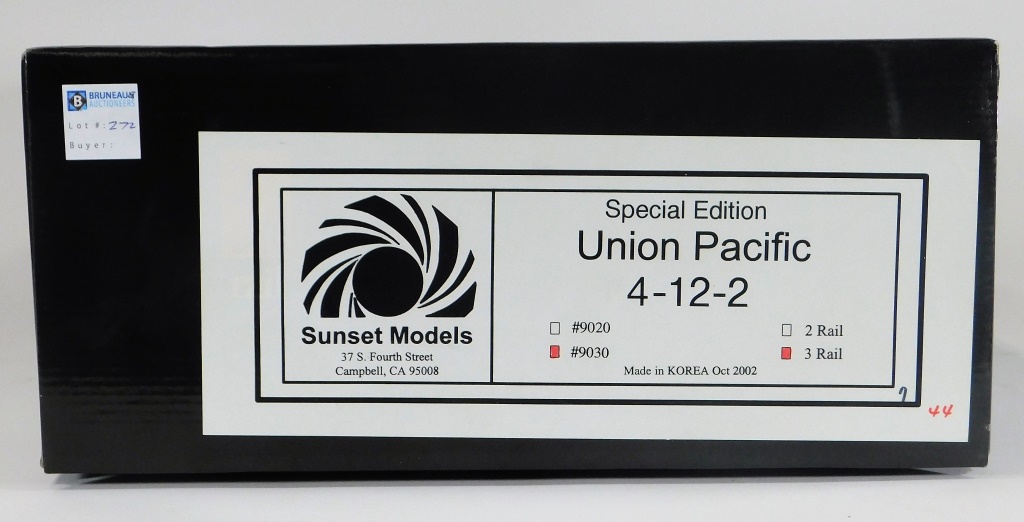 B BRUNEAU &
AUCTIONEERS
Lot #: 272
Buyer:
Sunset Models
37 S. Fourth Street
Campbell, CA 95008
Special Edition
Union Pacific
4-12-2
#9020
2 Rail
#9030
3 Rail
Made in KOREA Oct 2002
7
44